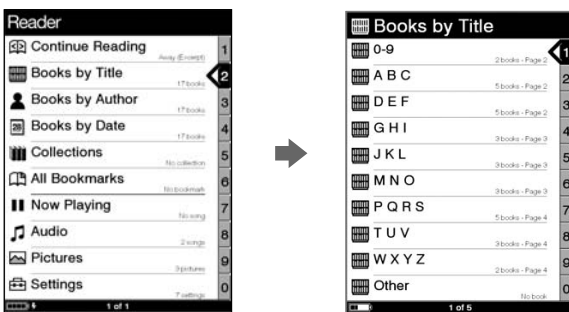 Reader
Continue Reading
1
Away (Excerpt)
Books by Title
2
17 books
Books by Author
3
17 books
Books by Date
4
17 books
Collections
5
No collection
All Bookmarks
6
No bookmark
Now Playing
7
No song
Audio
8
2 songs
Pictures
9
3 pictures
Settings
0
7 settings
1 of 1
Books by Title
0-9
1
2 books - Page 2
A B C
2
5 books - Page 2
D E F
3
5 books - Page 2
G H I
4
3 books - Page 3
J K L
5
3 books - Page 3
M N O
6
3 books - Page 3
P Q R S
7
5 books - Page 4
T U V
8
3 books - Page 4
W X Y Z
9
2 books - Page 4
Other
0
No book
1 of 5